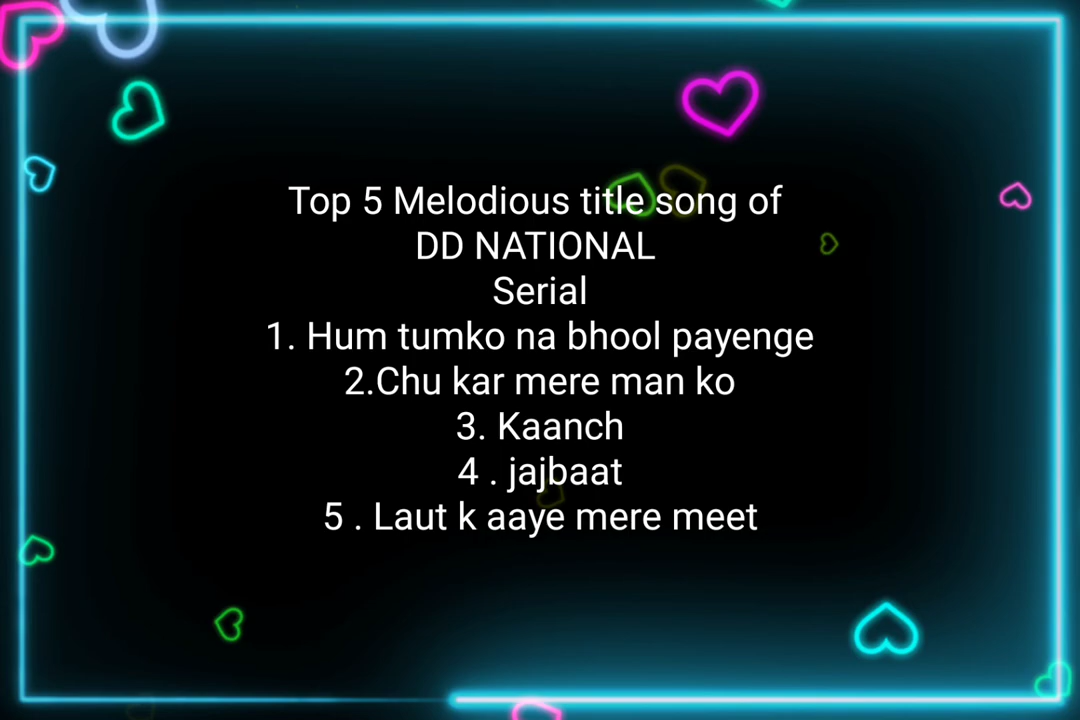 Top 5 Melodious title song of
DD NATIONAL
Serial
1. Hum tumko na bhool payenge
2.Chu kar mere man ko
3. Kaanch
4 . jajbaat
5 . Laut k aaye mere meet